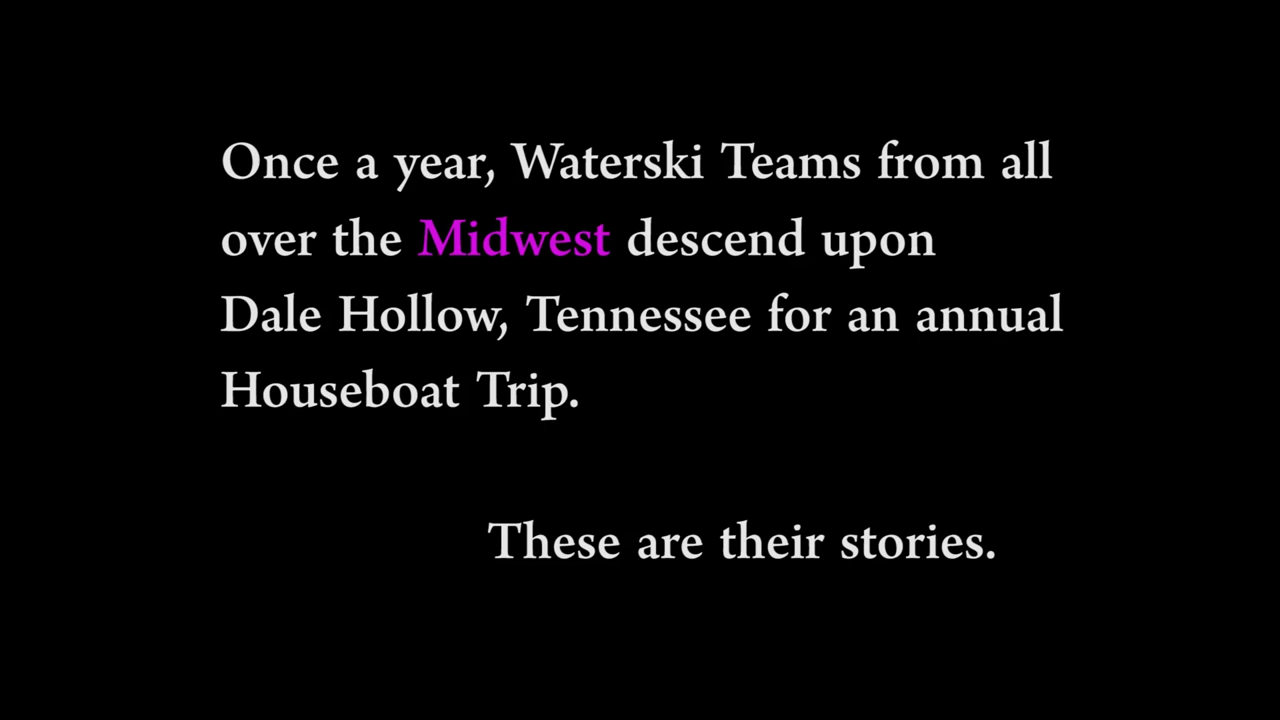 Once a year, Waterski Teams from all
over the Midwest descend upon
Dale Hollow, Tennessee for an annual
Houseboat Trip.
These are their stories.